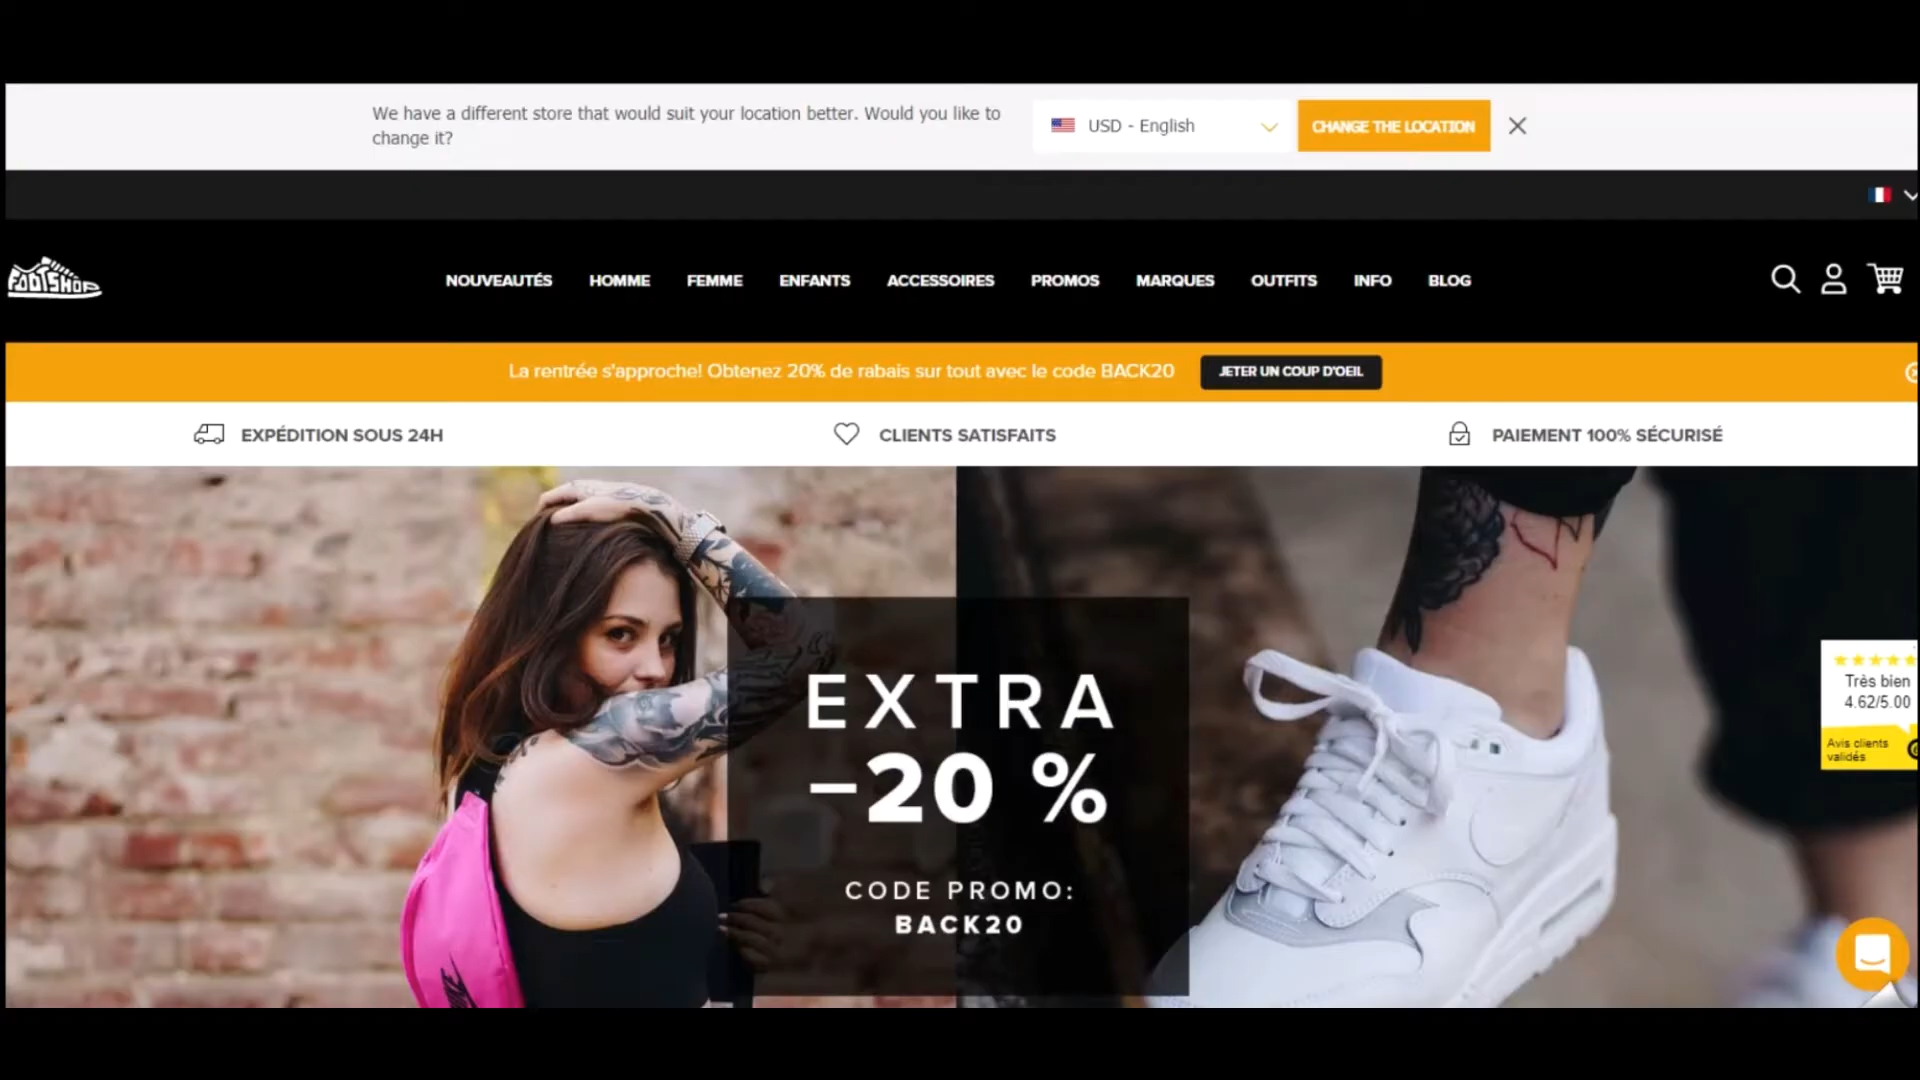 We have a different store that would suit your location better. Would you like to
change it?
USD - English
CHANGE THE LOCATION
FOOTSHOP
NOUVEAUTÉS HOMME FEMME ENFANTS ACCESSOIRES PROMOS MARQUES OUTFITS INFO BLOG
La rentrée s'approche! Obtenez 20% de rabais sur tout avec le code BACK20
JETER UN COUP D'OEIL
EXPÉDITION SOUS 24H
CLIENTS SATISFAITS
PAIEMENT 100% SÉCURISÉ
EXTRA
-20 %
CODE PROMO:
BACK20
Très bien
4.62/5.00
Avis clients
validés